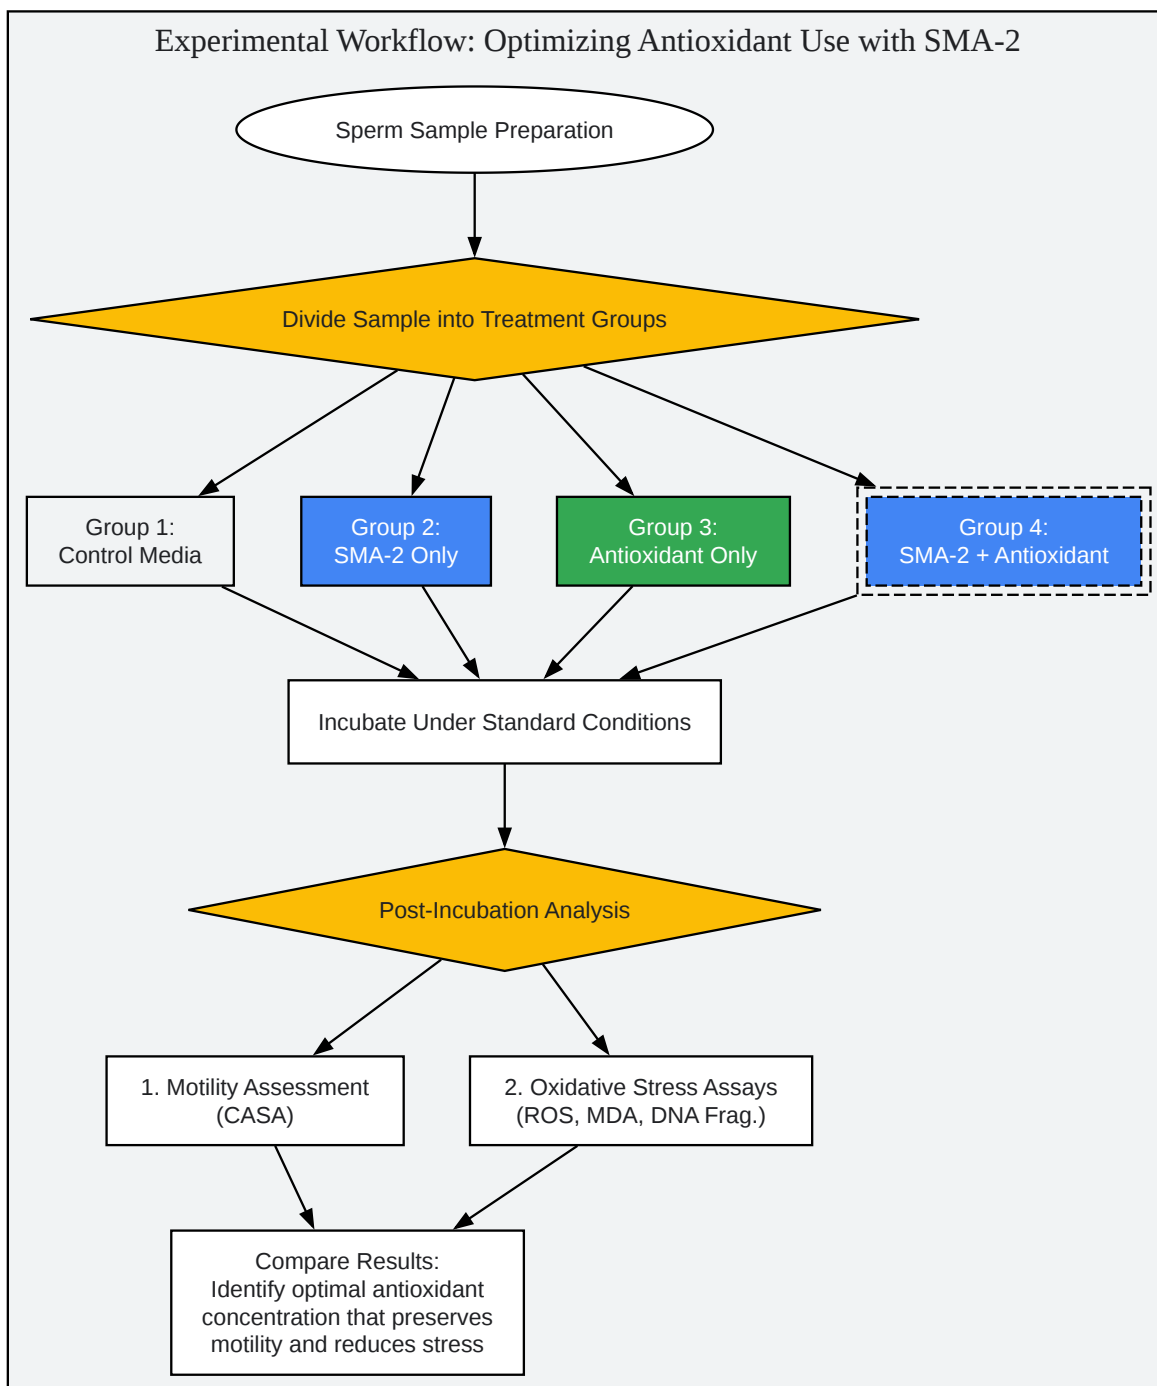 Experimental Workflow: Optimizing Antioxidant Use with SMA-2
Sperm Sample Preparation
Divide Sample into Treatment Groups
Group 1:
Control Media
Group 2:
SMA-2 Only
Group 3:
Antioxidant Only
Group 4:
SMA-2 + Antioxidant
Incubate Under Standard Conditions
Post-Incubation Analysis
1. Motility Assessment
(CASA)
2. Oxidative Stress Assays
(ROS, MDA, DNA Frag.)
Compare Results:
Identify optimal antioxidant
concentration that preserves
motility and reduces stress